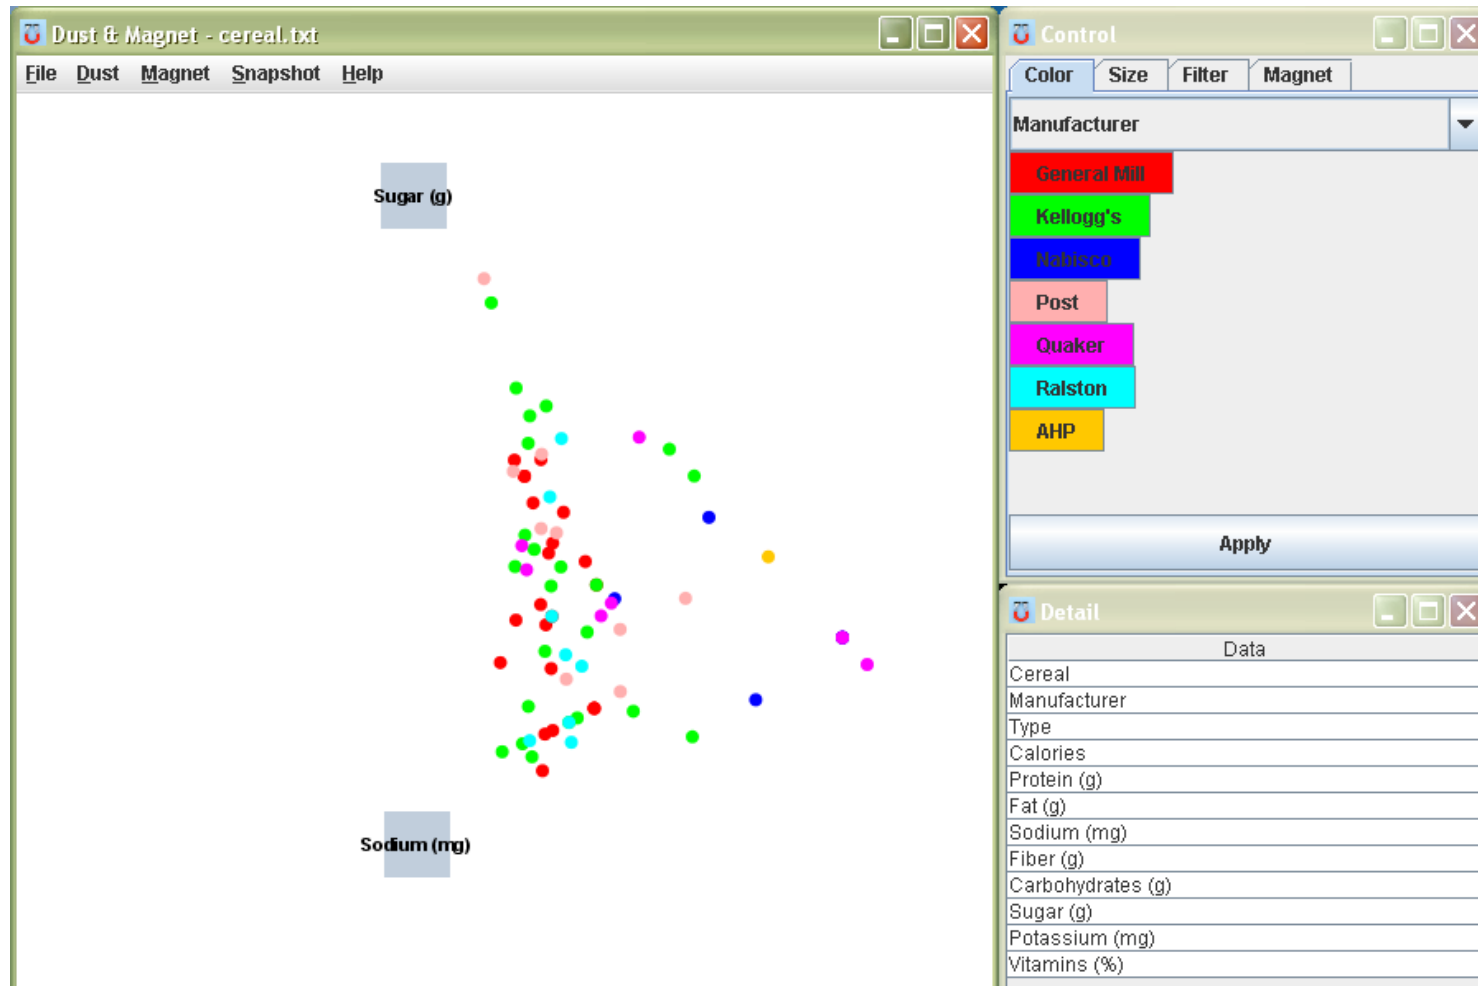 Dust & Magnet - cereal.txt
File Dust Magnet Snapshot Help
Sugar (g)
Sodium (mg)
Control
Color Size Filter Magnet
Manufacturer
General Mill
Kellogg's
Nabisco
Post
Quaker
Ralston
AHP
Apply
Detail
Data
Cereal
Manufacturer
Type
Calories
Protein (g)
Fat (g)
Sodium (mg)
Fiber (g)
Carbohydrates (g)
Sugar (g)
Potassium (mg)
Vitamins (%)